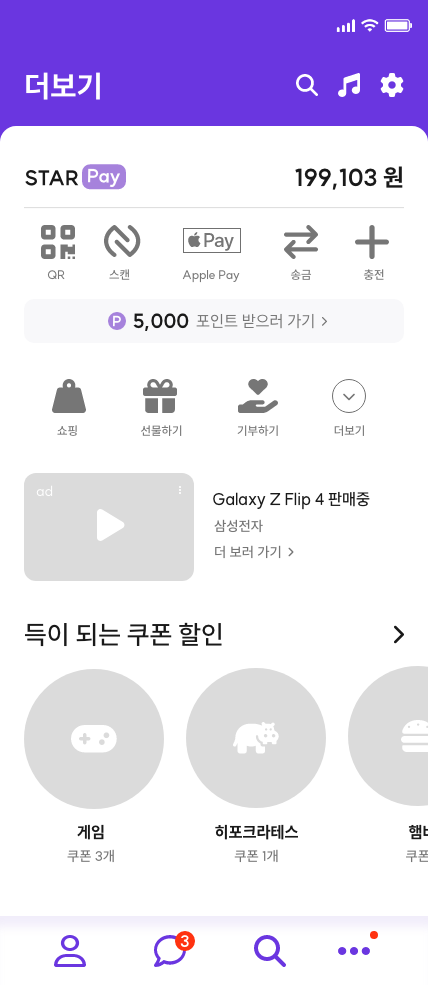 더보기
STAR Pay 199,103 원
Pay
QR 스캔 Apple Pay 송금 충전
P 5,000 포인트 받으러 가기
쇼핑 선물하기 기부하기 더보기
ad
Galaxy Z Flip 4 판매중
삼성전자
더 보러 가기
득이 되는 쿠폰 할인
게임 히포크라테스
쿠폰 3개 쿠폰 1개 쿠폰
3